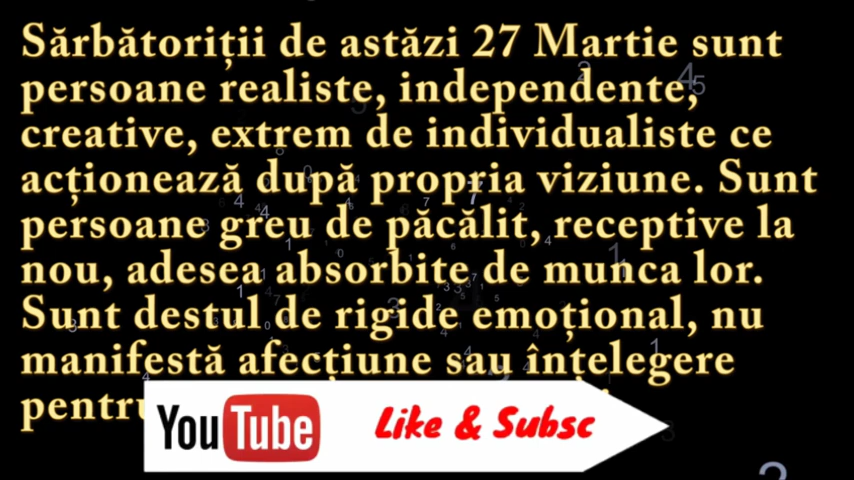 Sărbătoriții de astăzi 27 Martie sunt
persoane realiste, independente,
creative, extrem de individualiste ce
acționează după propria viziune. Sunt
persoane greu de păcălit, receptive la
nou, adesea absorbite de munca lor.
Sunt destul de rigide emoțional, nu
manifestă afecțiune sau înțelegere
YouTube Like & Subsc